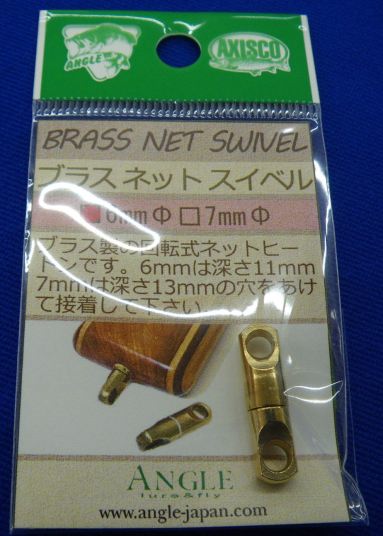 ANGLE
AXISCO
BRASS NET SWIVEL
ブラス ネット スイベル
■6mmΦ □7mmΦ
ブラス製の回転式ネットヒー
トンです。6mmは深さ11mm
7mmは深さ13mmの穴をあけ
て接着して下さい。
ANGLE
lure&fly
www.angle-japan.com